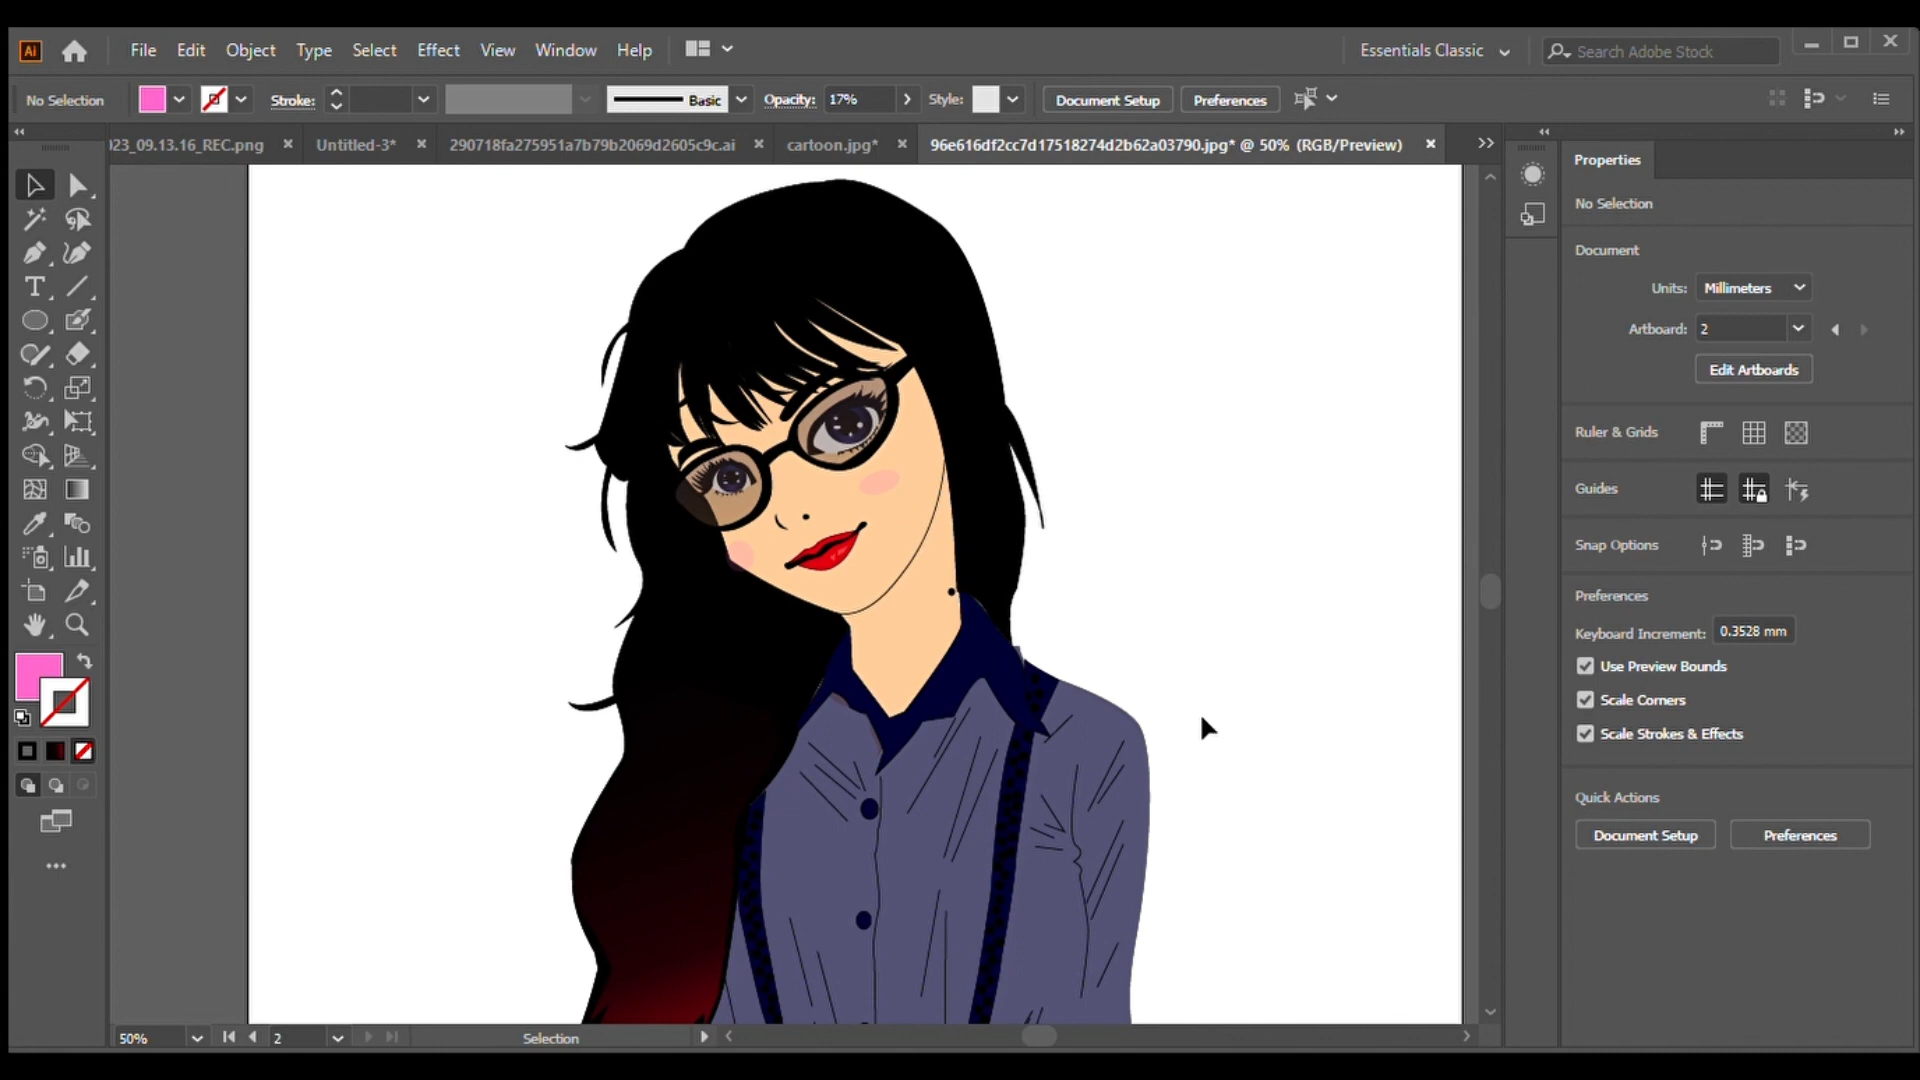 Ai File Edit Object Type Select Effect View Window Help Essentials Classic Search Adobe Stock
No Selection Stroke: Basic Opacity: 17% Style: Document Setup Preferences
023_09.13.16_REC.png Untitled-3* 290718fa275951a7b79b2069d2605c9c.ai cartoon.jpg* 96e616df2cc7d17518274d2b62a03790.jpg* @ 50% (RGB/Preview)
Properties
No Selection
Document
Units: Millimeters
Artboard: 2
Edit Artboards
Ruler & Grids
Guides
Snap Options
Preferences
Keyboard Increment: 0.3528 mm
Use Preview Bounds
Scale Corners
Scale Strokes & Effects
Quick Actions
Document Setup Preferences
50% 2 Selection